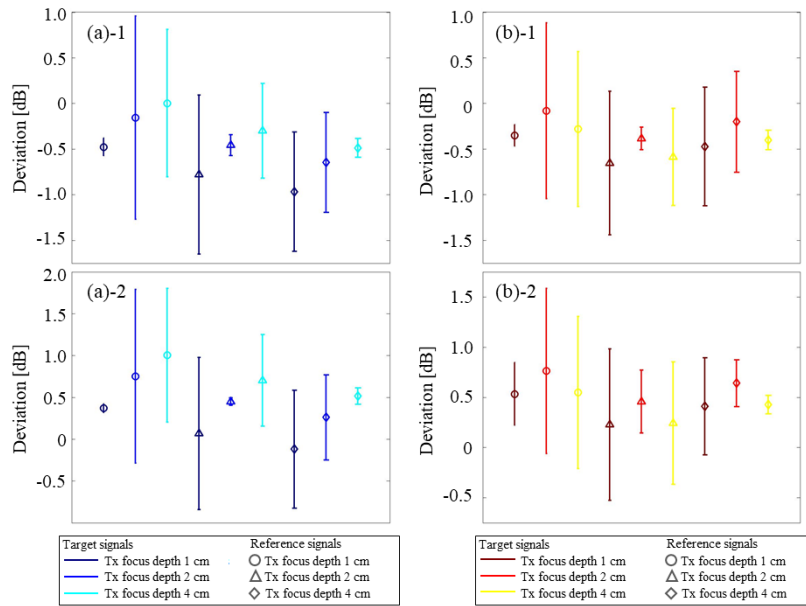 (a)-1
Deviation [dB]
1.0
0.5
0
-0.5
-1.0
-1.5
(b)-1
Deviation [dB]
1.0
0.5
0
-0.5
-1.0
-1.5
(a)-2
Deviation [dB]
2.0
1.5
1.0
0.5
0
-0.5
(b)-2
Deviation [dB]
1.5
1.0
0.5
0
0.5
Target signals
Tx focus depth 1 cm
Tx focus depth 2 cm
Tx focus depth 4 cm
Reference signals
Tx focus depth 1 cm
Tx focus depth 2 cm
Tx focus depth 4 cm
Target signals
Tx focus depth 1 cm
Tx focus depth 2 cm
Tx focus depth 4 cm
Reference signals
Tx focus depth 1 cm
Tx focus depth 2 cm
Tx focus depth 4 cm